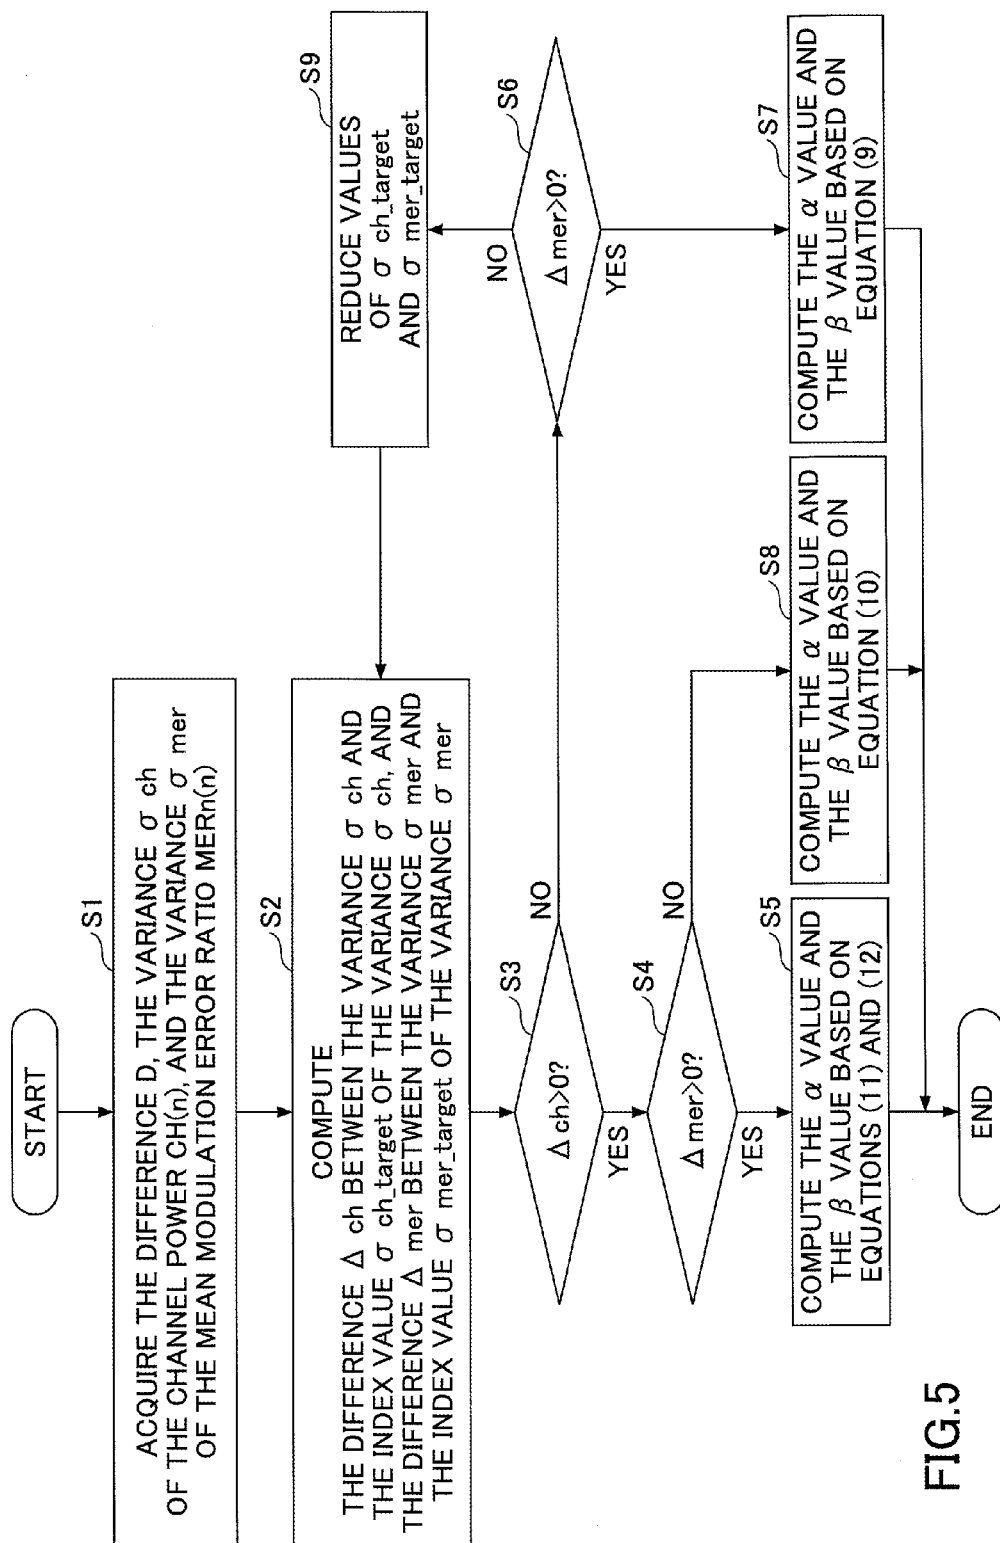 START
S1
ACQUIRE THE DIFFERENCE D, THE VARIANCE σ ch
OF THE CHANNEL POWER CH(n), AND THE VARIANCE σ mer
OF THE MEAN MODULATION ERROR RATIO MERn(n)
S2
COMPUTE
THE DIFFERENCE Δ ch BETWEEN THE VARIANCE σ ch AND
THE INDEX VALUE σ ch_target OF THE VARIANCE σ ch, AND
THE DIFFERENCE Δ mer BETWEEN THE VARIANCE σ mer AND
THE INDEX VALUE σ mer_target OF THE VARIANCE σ mer
S9
REDUCE VALUES
OF σ ch_target
AND σ mer_target
S3
Δ ch>0?
NO
YES
S6
Δ mer>0?
NO
YES
S4
Δ mer>0?
NO
YES
S5
COMPUTE THE α VALUE AND
THE β VALUE BASED ON
EQUATIONS (11) AND (12)
S8
COMPUTE THE α VALUE AND
THE β VALUE BASED ON
EQUATION (10)
S7
COMPUTE THE α VALUE AND
THE β VALUE BASED ON
EQUATION (9)
END
FIG.5